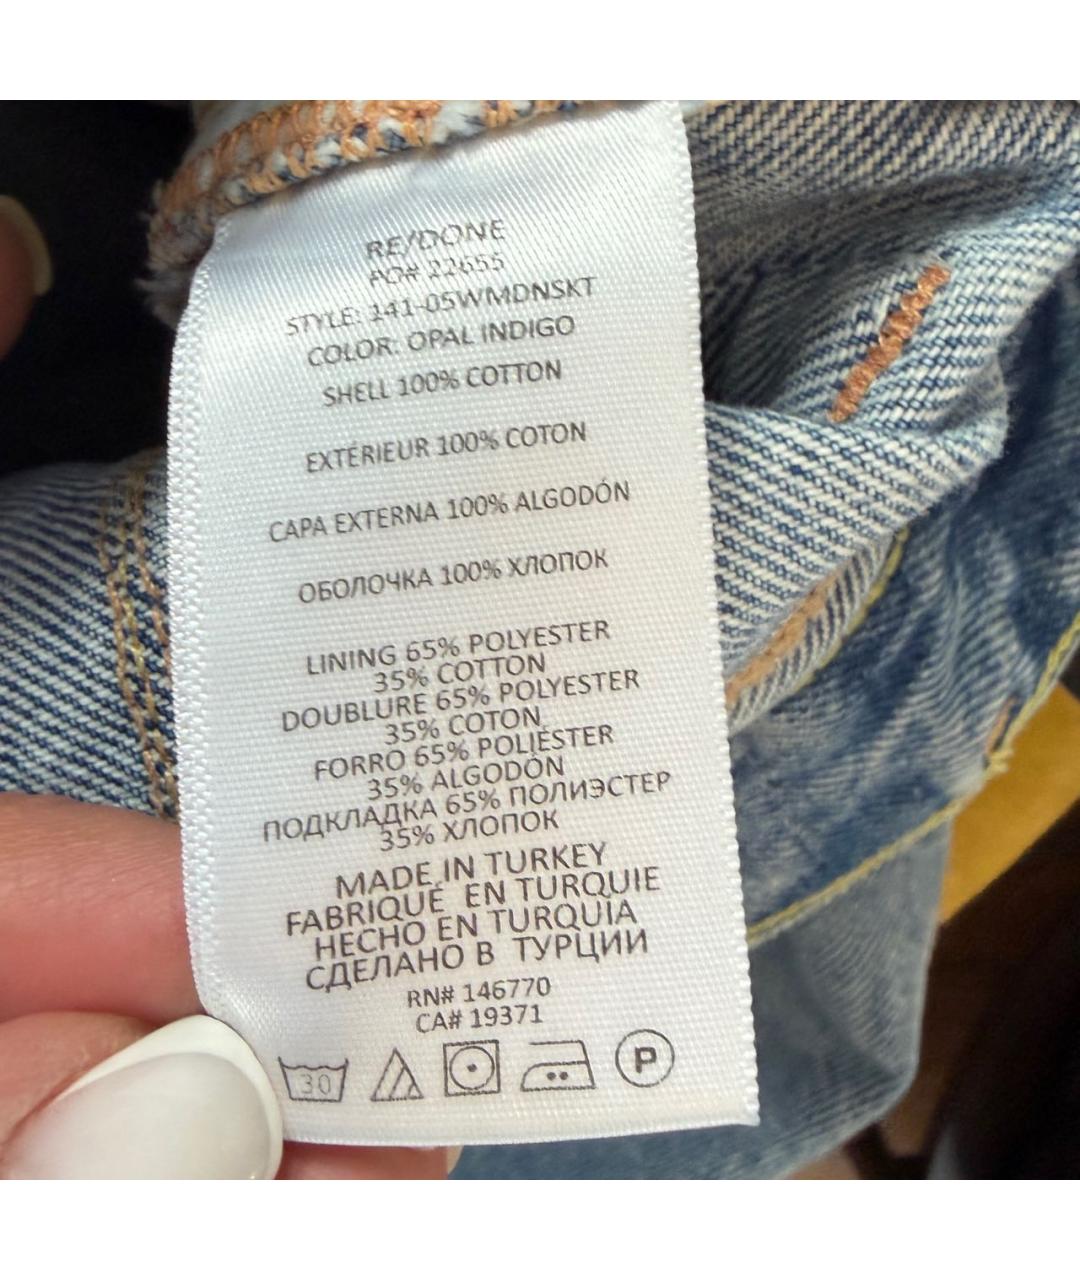 RE/DONE
PO# 22655
STYLE: 141-05WMDNSKT
COLOR: OPAL INDIGO
SHELL 100% COTTON
EXTÉRIEUR 100% COTON
CAPA EXTERNA 100% ALGODÓN
ОБОЛОЧКА 100% ХЛОПОК
LINING 65% POLYESTER
35% COTTON
DOUBLURE 65% POLYESTER
35% COTON
FORRO 65% POLIÉSTER
35% ALGODÓN
ПОДКЛАДКА 65% ПОЛИЭСТЕР
35% ХЛОПОК
MADE IN TURKEY
FABRIQUÉ EN TURQUIE
HECHO EN TURQUIA
СДЕЛАНО В ТУРЦИИ
RN# 146770
CA# 19371
30 P